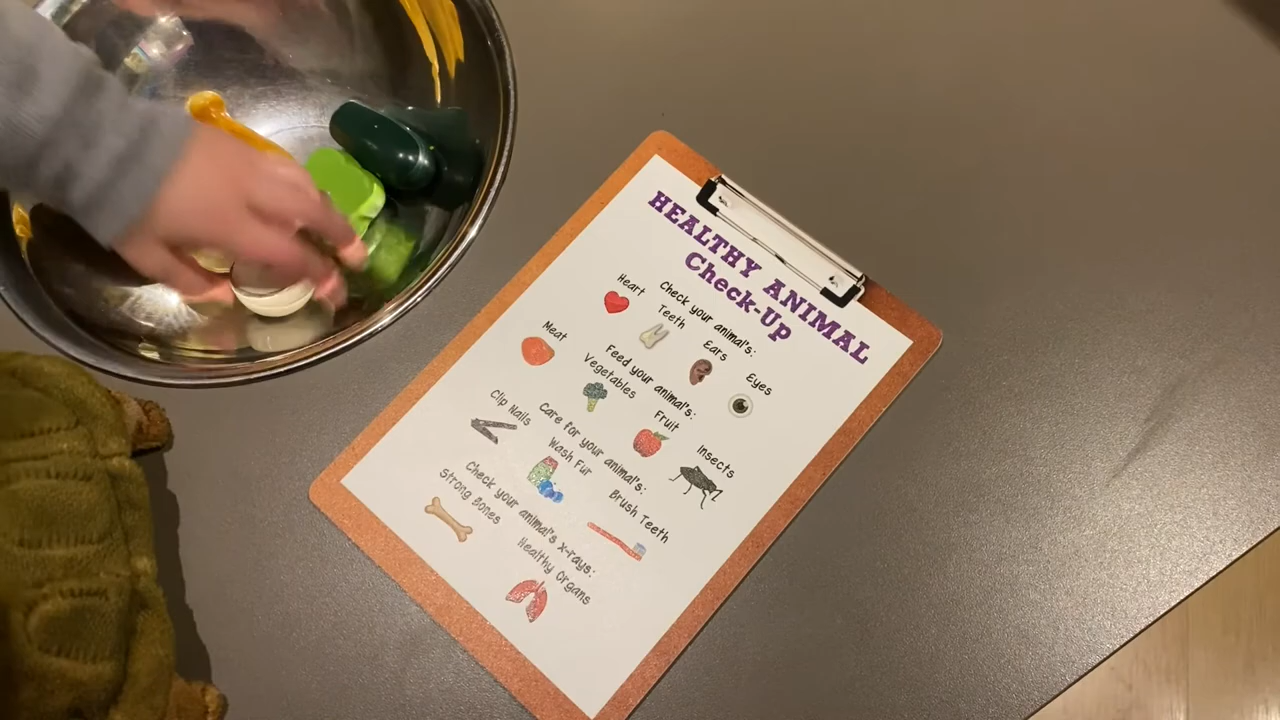 HEALTHY ANIMAL
Check-Up
Check your animal's:
Heart Teeth Ears Eyes
Feed your animal's:
Meat Vegetables Fruit Insects
Care for your animal's:
Clip Nails Wash Fur Brush Teeth
Check your animal's x-rays:
Strong Bones Healthy Organs